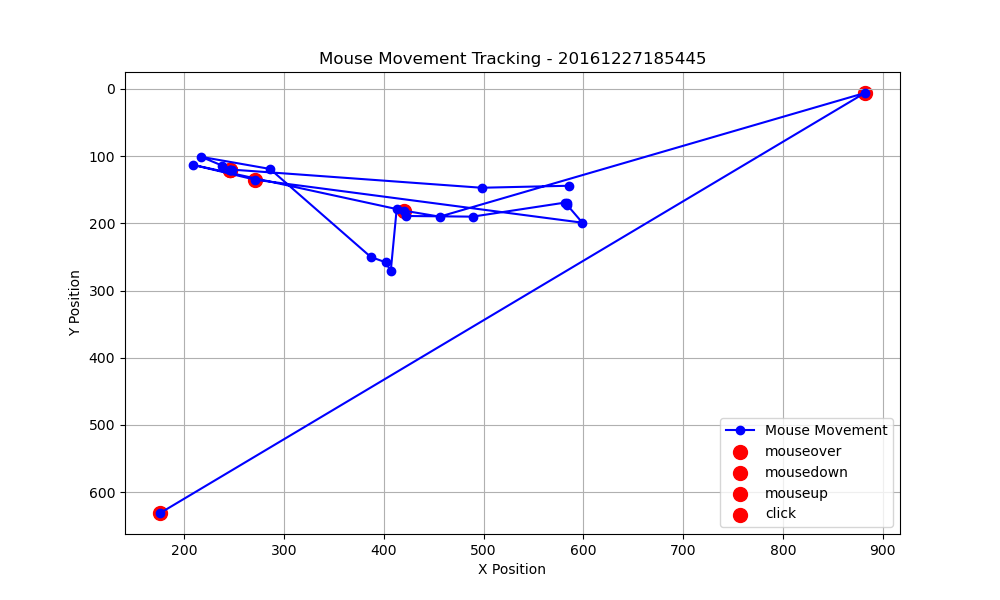 Mouse Movement Tracking - 20161227185445
0
100
200
300
400
500
600
Y Position
200
300
400
500
600
700
800
900
X Position
Mouse Movement
mouseover
mousedown
mouseup
click